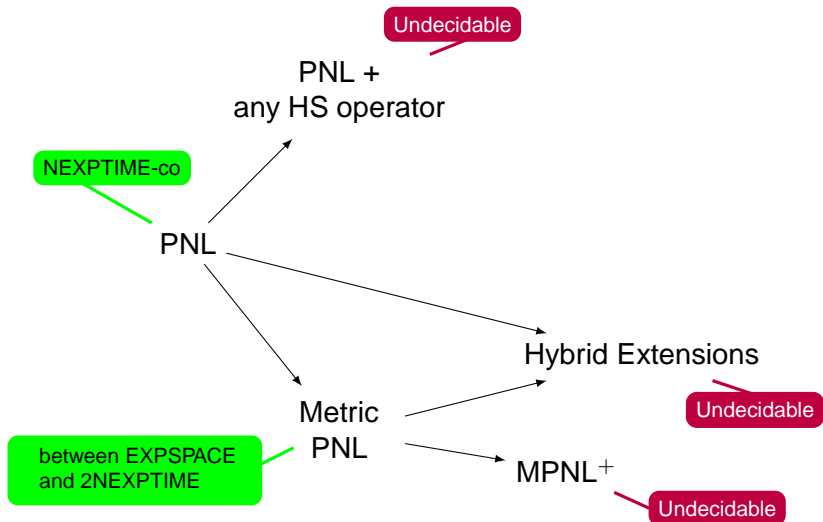 Undecidable
PNL +
any HS operator
NEXPTIME-co
PNL
Hybrid Extensions
Undecidable
Metric
PNL
between EXPSPACE
and 2NEXPTIME
MPNL⁺
Undecidable